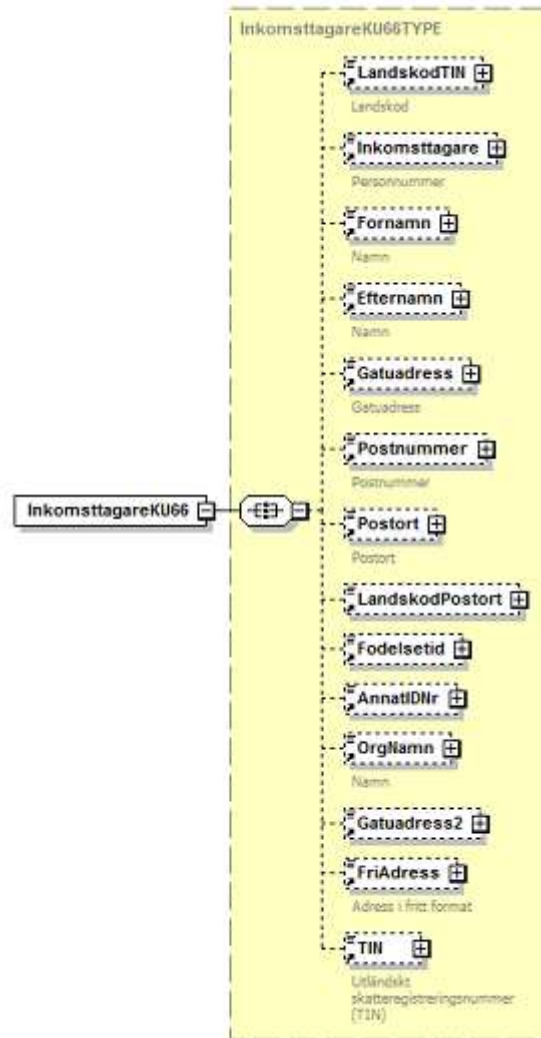 InkomsttagareKU66TYPE
LandskodTIN
Landskod
Inkomsttagare
Personnummer
Fornamn
Namn
Efternamn
Namn
Gatuadress
Gatuadress
Postnummer
Postnummer
InkomsttagareKU66
Postort
Postort
LandskodPostort
Fodelsetid
AnnatIDNr
OrgNamn
Namn
Gatuadress2
FriAdress
Adress i fritt format
TIN
Utländskt
skatteregistreringsnummer
(TIN)